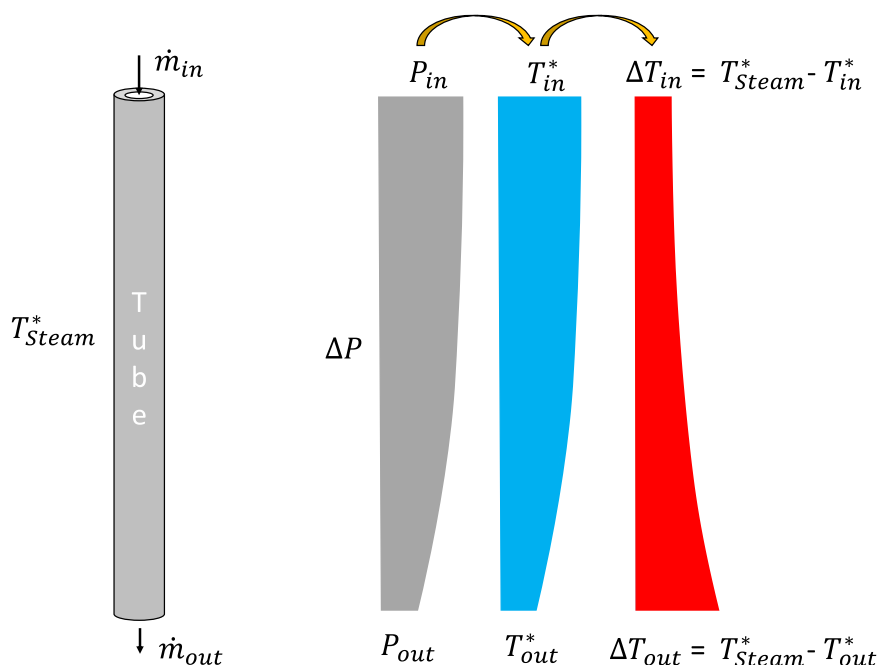 ṁ_in
P_in T*_in ΔT_in = T*_Steam - T*_in
T*_Steam
T
u
b
e
ΔP
ṁ_out
P_out T*_out ΔT_out = T*_Steam - T*_out